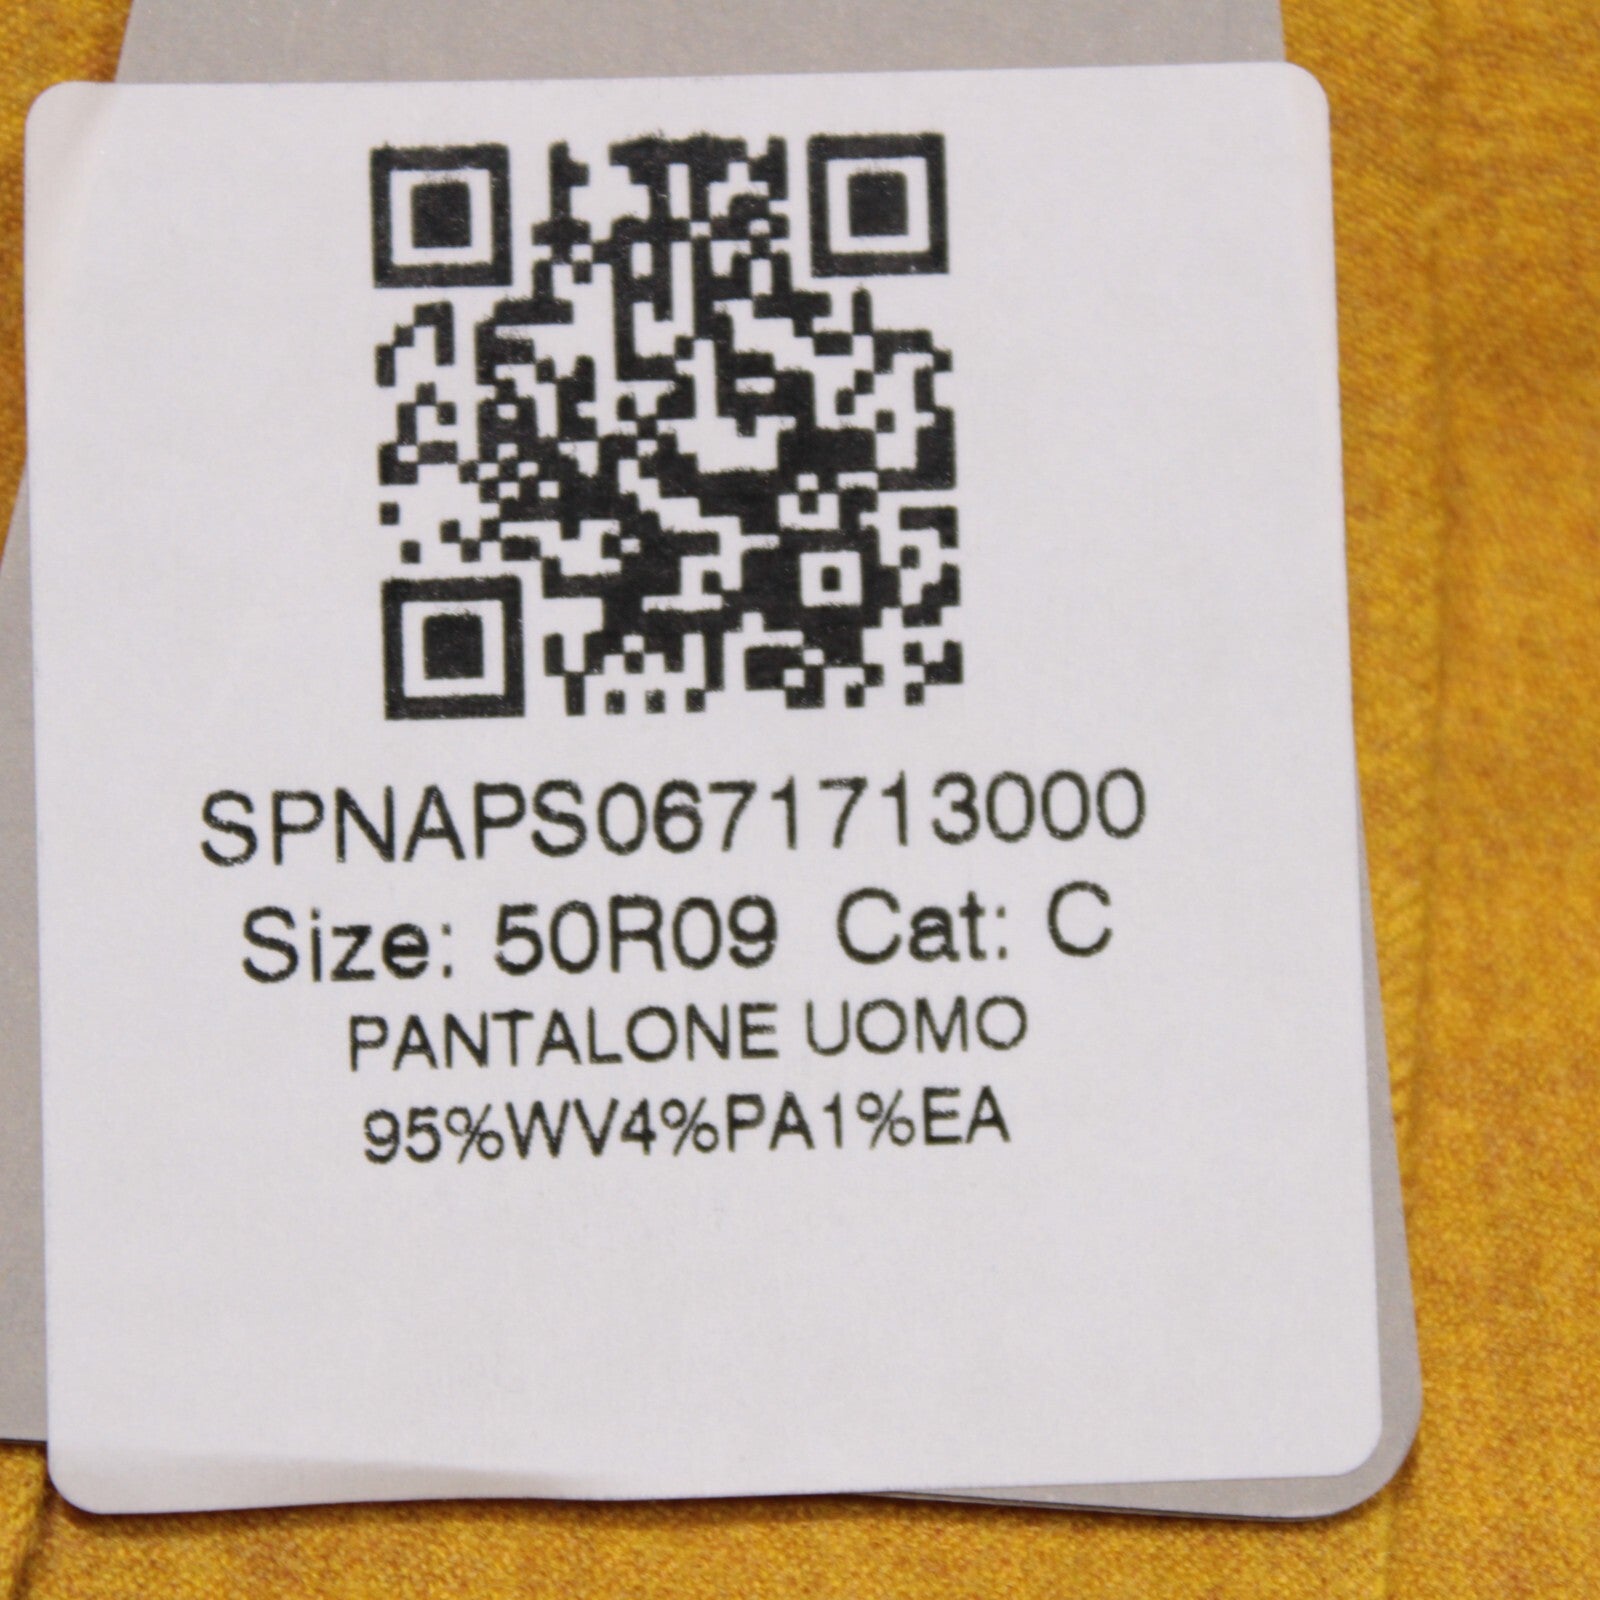 SPNAPS0671713000
Size: 50R09 Cat: C
PANTALONE UOMO
95%WV4%PA1%EA